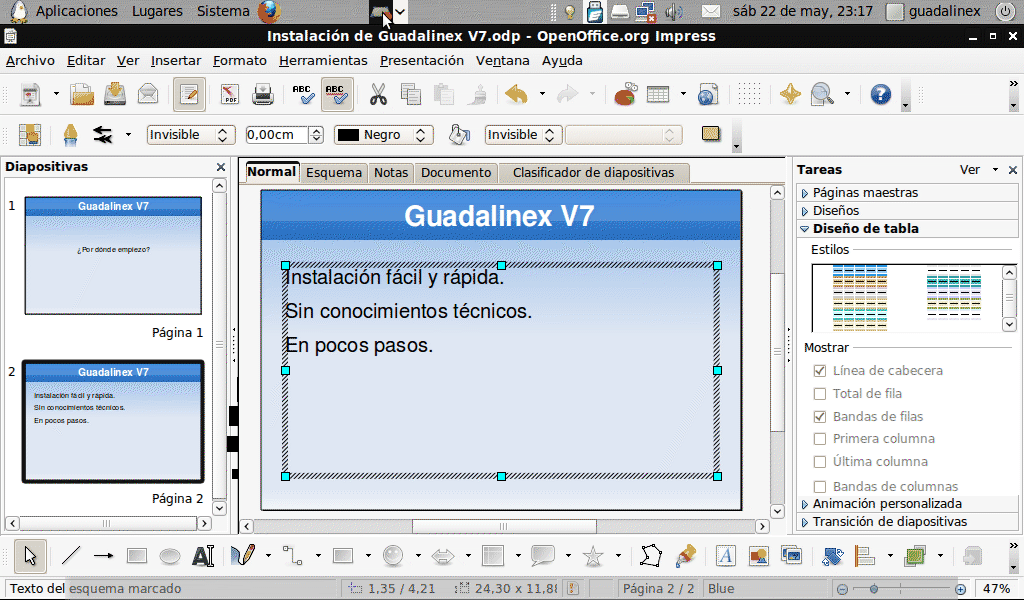 Aplicaciones Lugares Sistema sáb 22 de may, 23:17 guadalinex
Instalación de Guadalinex V7.odp - OpenOffice.org Impress
Archivo Editar Ver Insertar Formato Herramientas Presentación Ventana Ayuda
PDF ABC ABC
Invisible 0,00cm Negro Invisible
Diapositivas
1
Guadalinex V7
¿Por dónde empiezo?
Página 1
2
Guadalinex V7
Instalación fácil y rápida.
Sin conocimientos técnicos.
En pocos pasos.
Página 2
Normal Esquema Notas Documento Clasificador de diapositivas
Guadalinex V7
Instalación fácil y rápida.
Sin conocimientos técnicos.
En pocos pasos.
Tareas Ver
Páginas maestras
Diseños
Diseño de tabla
Estilos
Mostrar
Línea de cabecera
Total de fila
Bandas de filas
Primera columna
Última columna
Bandas de columnas
Animación personalizada
Transición de diapositivas
Texto del esquema marcado 1,35 / 4,21 24,30 x 11,88 Página 2 / 2 Blue 47%